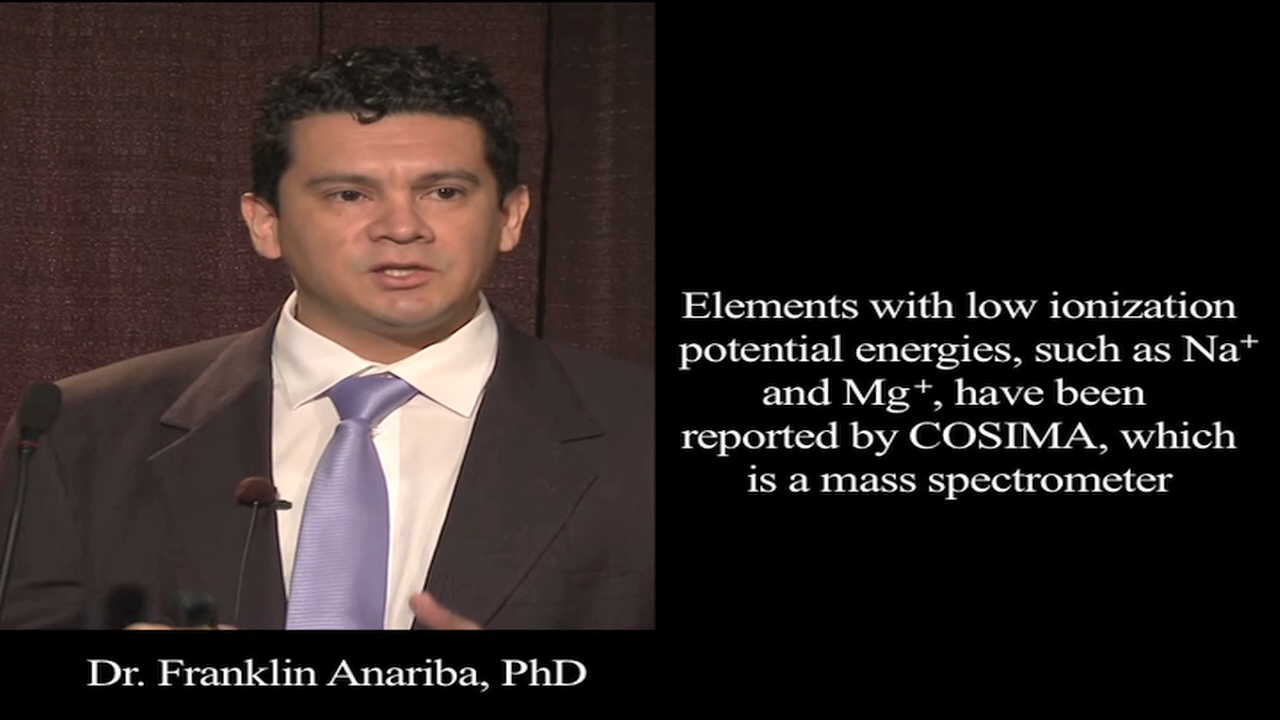 Elements with low ionization
potential energies, such as Na⁺
and Mg⁺, have been
reported by COSIMA, which
is a mass spectrometer
Dr. Franklin Anariba, PhD